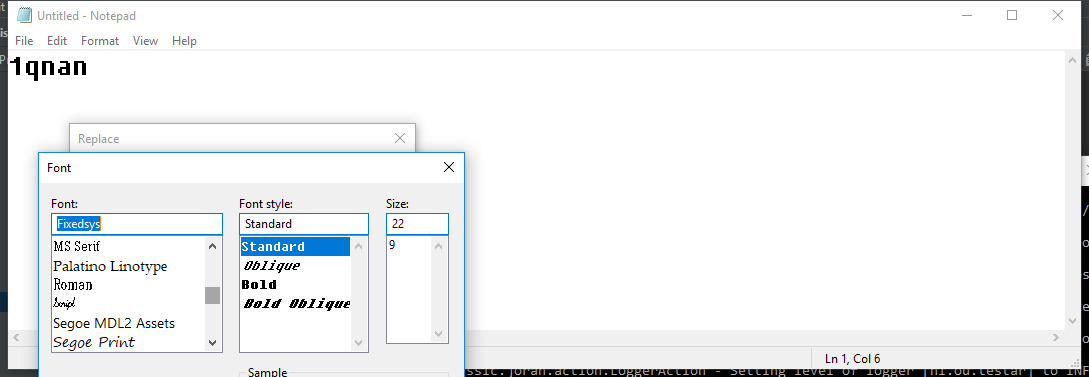 Untitled - Notepad
File Edit Format View Help
1qnan
Replace
Font
Font: Font style: Size:
Fixedsys Standard 22
MS Serif
Palatino Linotype
Roman
Script
Segoe MDL2 Assets
Segoe Print
Standard
Oblique
Bold
Bold Oblique
9
Sample
Ln 1, Col 6
ssic.joran.action.LoggerAction - Setting level of logger [nl.ou.testar] to INF